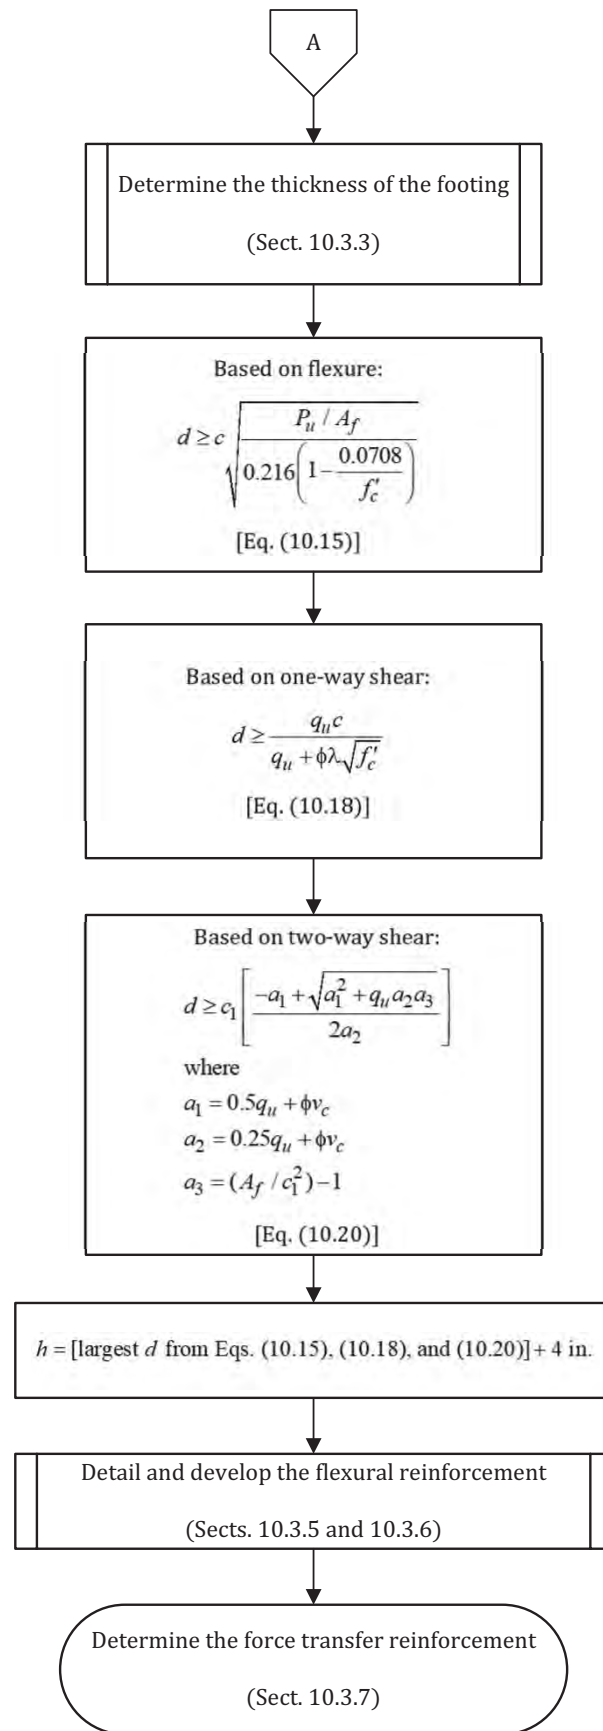 A
Determine the thickness of the footing
(Sect. 10.3.3)
Based on flexure:
d ≥ c √((P_u / A_f) / (0.216(1 − 0.0708 / f′_c)))
[Eq. (10.15)]
Based on one-way shear:
d ≥ q_u c / (q_u + ϕλ√f′_c)
[Eq. (10.18)]
Based on two-way shear:
d ≥ c_1 [(−a_1 + √(a_1^2 + q_u a_2 a_3)) / 2a_2]
where
a_1 = 0.5q_u + ϕv_c
a_2 = 0.25q_u + ϕv_c
a_3 = (A_f / c_1^2) − 1
[Eq. (10.20)]
h = [largest d from Eqs. (10.15), (10.18), and (10.20)] + 4 in.
Detail and develop the flexural reinforcement
(Sects. 10.3.5 and 10.3.6)
Determine the force transfer reinforcement
(Sect. 10.3.7)